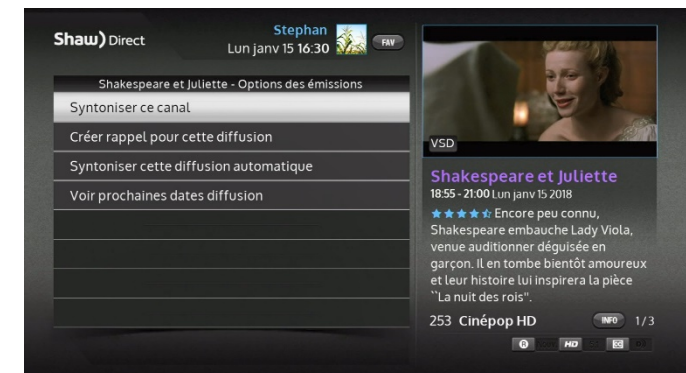 Shaw) Direct
Stephan
Lun janv 15 16:30
FAV
Shakespeare et Juliette - Options des émissions
Syntoniser ce canal
Créer rappel pour cette diffusion
Syntoniser cette diffusion automatique
Voir prochaines dates diffusion
VSD
Shakespeare et Juliette
18:55 - 21:00 Lun janv 15 2018
Encore peu connu,
Shakespeare embauche Lady Viola,
venue auditionner déguisée en
garçon. Il en tombe bientôt amoureux
et leur histoire lui inspirera la pièce
``La nuit des rois''.
253 Cinépop HD
INFO 1/3
R HD CC